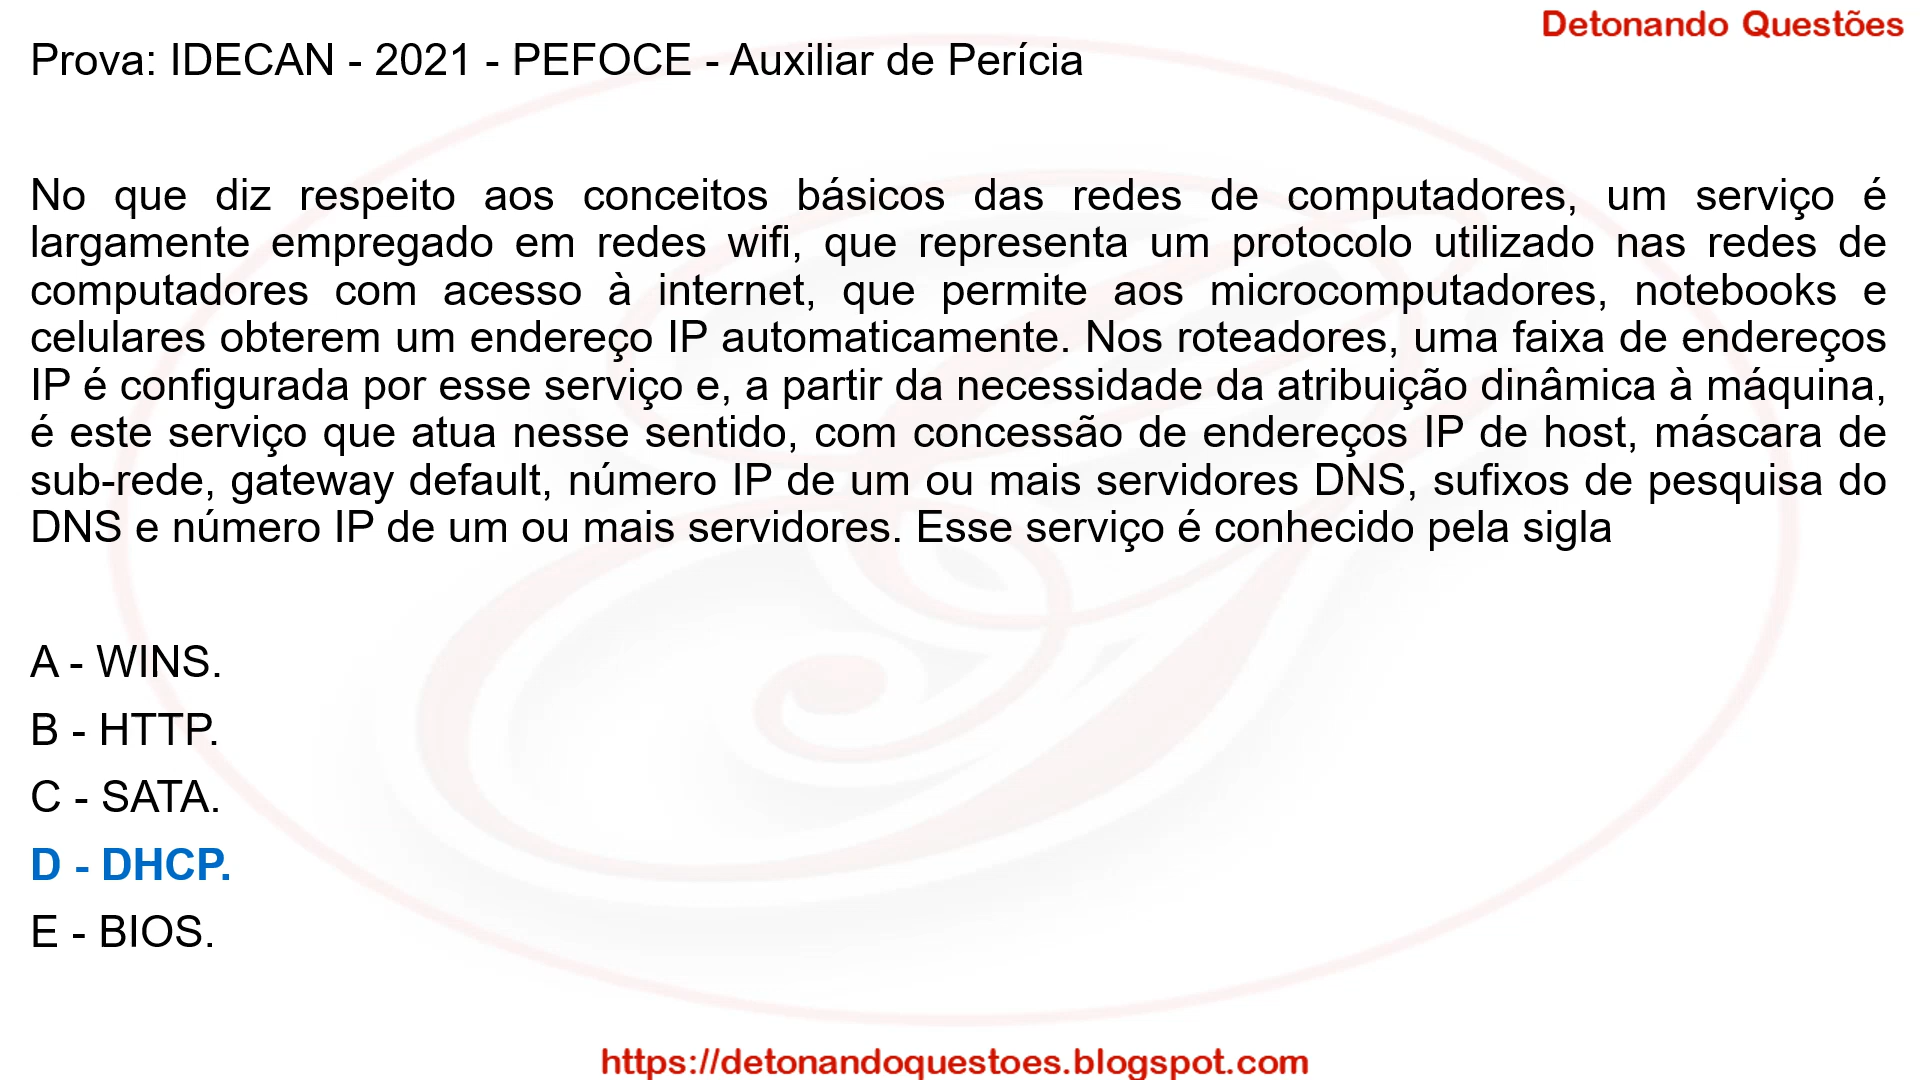 Detonando Questões
Prova: IDECAN - 2021 - PEFOCE - Auxiliar de Perícia
No que diz respeito aos conceitos básicos das redes de computadores, um serviço é
largamente empregado em redes wifi, que representa um protocolo utilizado nas redes de
computadores com acesso à internet, que permite aos microcomputadores, notebooks e
celulares obterem um endereço IP automaticamente. Nos roteadores, uma faixa de endereços
IP é configurada por esse serviço e, a partir da necessidade da atribuição dinâmica à máquina,
é este serviço que atua nesse sentido, com concessão de endereços IP de host, máscara de
sub-rede, gateway default, número IP de um ou mais servidores DNS, sufixos de pesquisa do
DNS e número IP de um ou mais servidores. Esse serviço é conhecido pela sigla
A - WINS.
B - HTTP.
C - SATA.
D - DHCP.
E - BIOS.
https://detonandoquestoes.blogspot.com